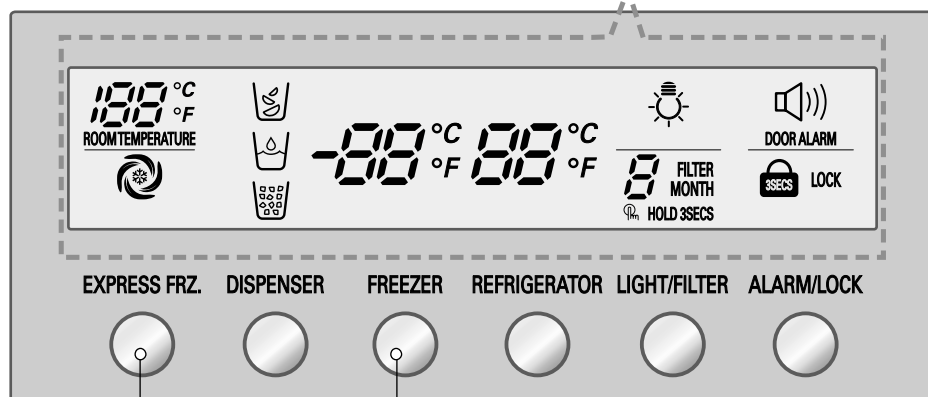 188 °C
°F
ROOM TEMPERATURE
-88 °C
°F
88 °C
°F
DOOR ALARM
8 FILTER
MONTH
HOLD 3SECS
3SECS LOCK
EXPRESS FRZ. DISPENSER FREEZER REFRIGERATOR LIGHT/FILTER ALARM/LOCK